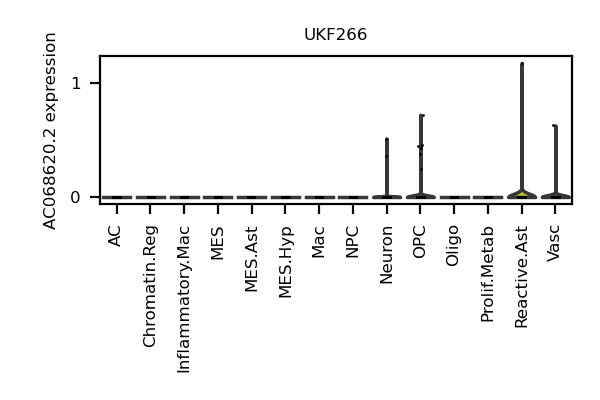 UKF266
AC068620.2 expression
1
0
AC
Chromatin.Reg
Inflammatory.Mac
MES
MES.Ast
MES.Hyp
Mac
NPC
Neuron
OPC
Oligo
Prolif.Metab
Reactive.Ast
Vasc